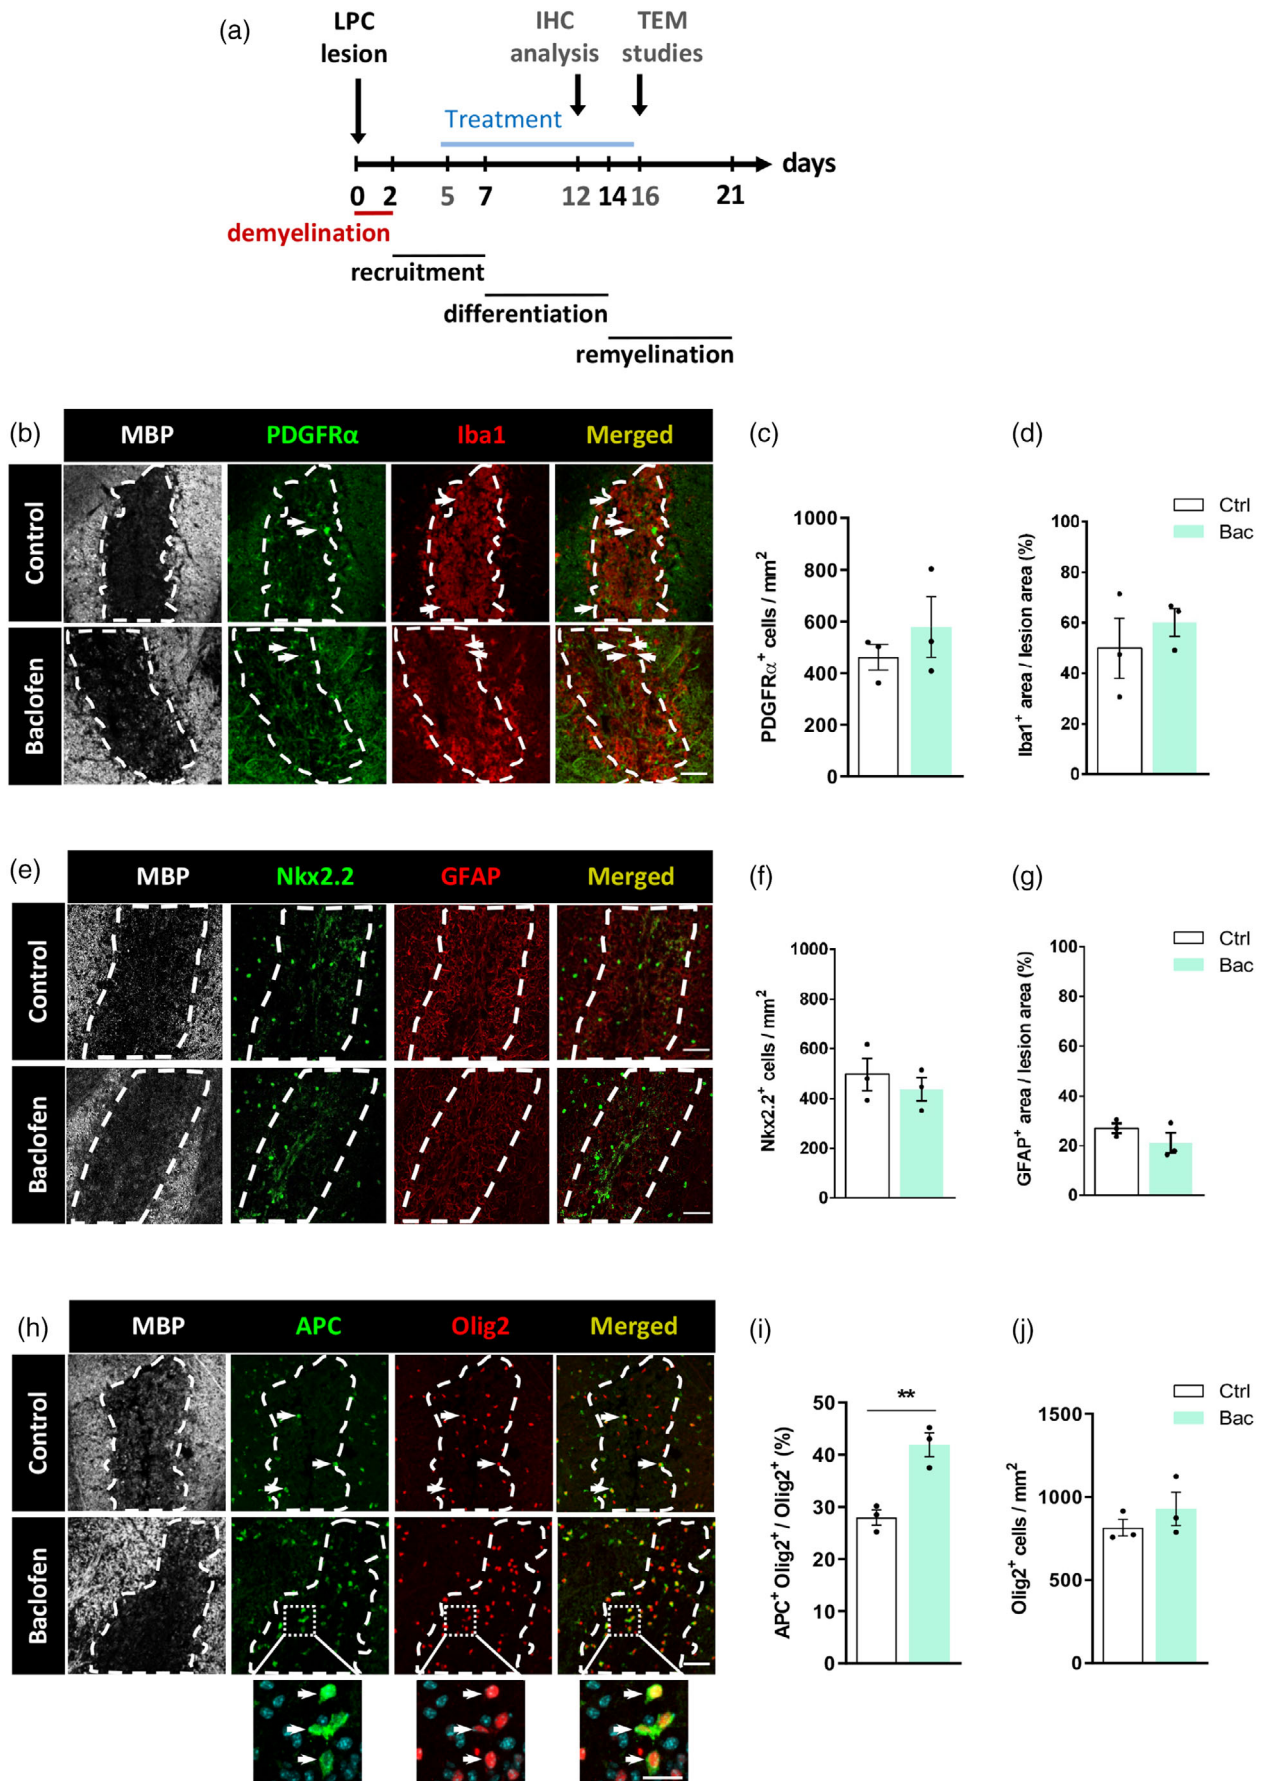 (a)
LPC
lesion
IHC
analysis
TEM
studies
Treatment
days
0 2 5 7 12 14 16 21
demyelination
recruitment
differentiation
remyelination
(b)
MBP PDGFRα Iba1 Merged
Control
Baclofen
(c)
PDGFRα+ cells / mm2
1000
800
600
400
200
0
(d)
Ctrl
Bac
Iba1+ area / lesion area (%)
100
80
60
40
20
0
(e)
MBP Nkx2.2 GFAP Merged
Control
Baclofen
(f)
Nkx2.2+ cells / mm2
1000
800
600
400
200
0
(g)
Ctrl
Bac
GFAP+ area / lesion area (%)
100
80
60
40
20
0
(h)
MBP APC Olig2 Merged
Control
Baclofen
(i)
APC+ Olig2+ / Olig2+ (%)
**
50
40
30
20
10
0
(j)
Ctrl
Bac
Olig2+ cells / mm2
1500
1000
500
0